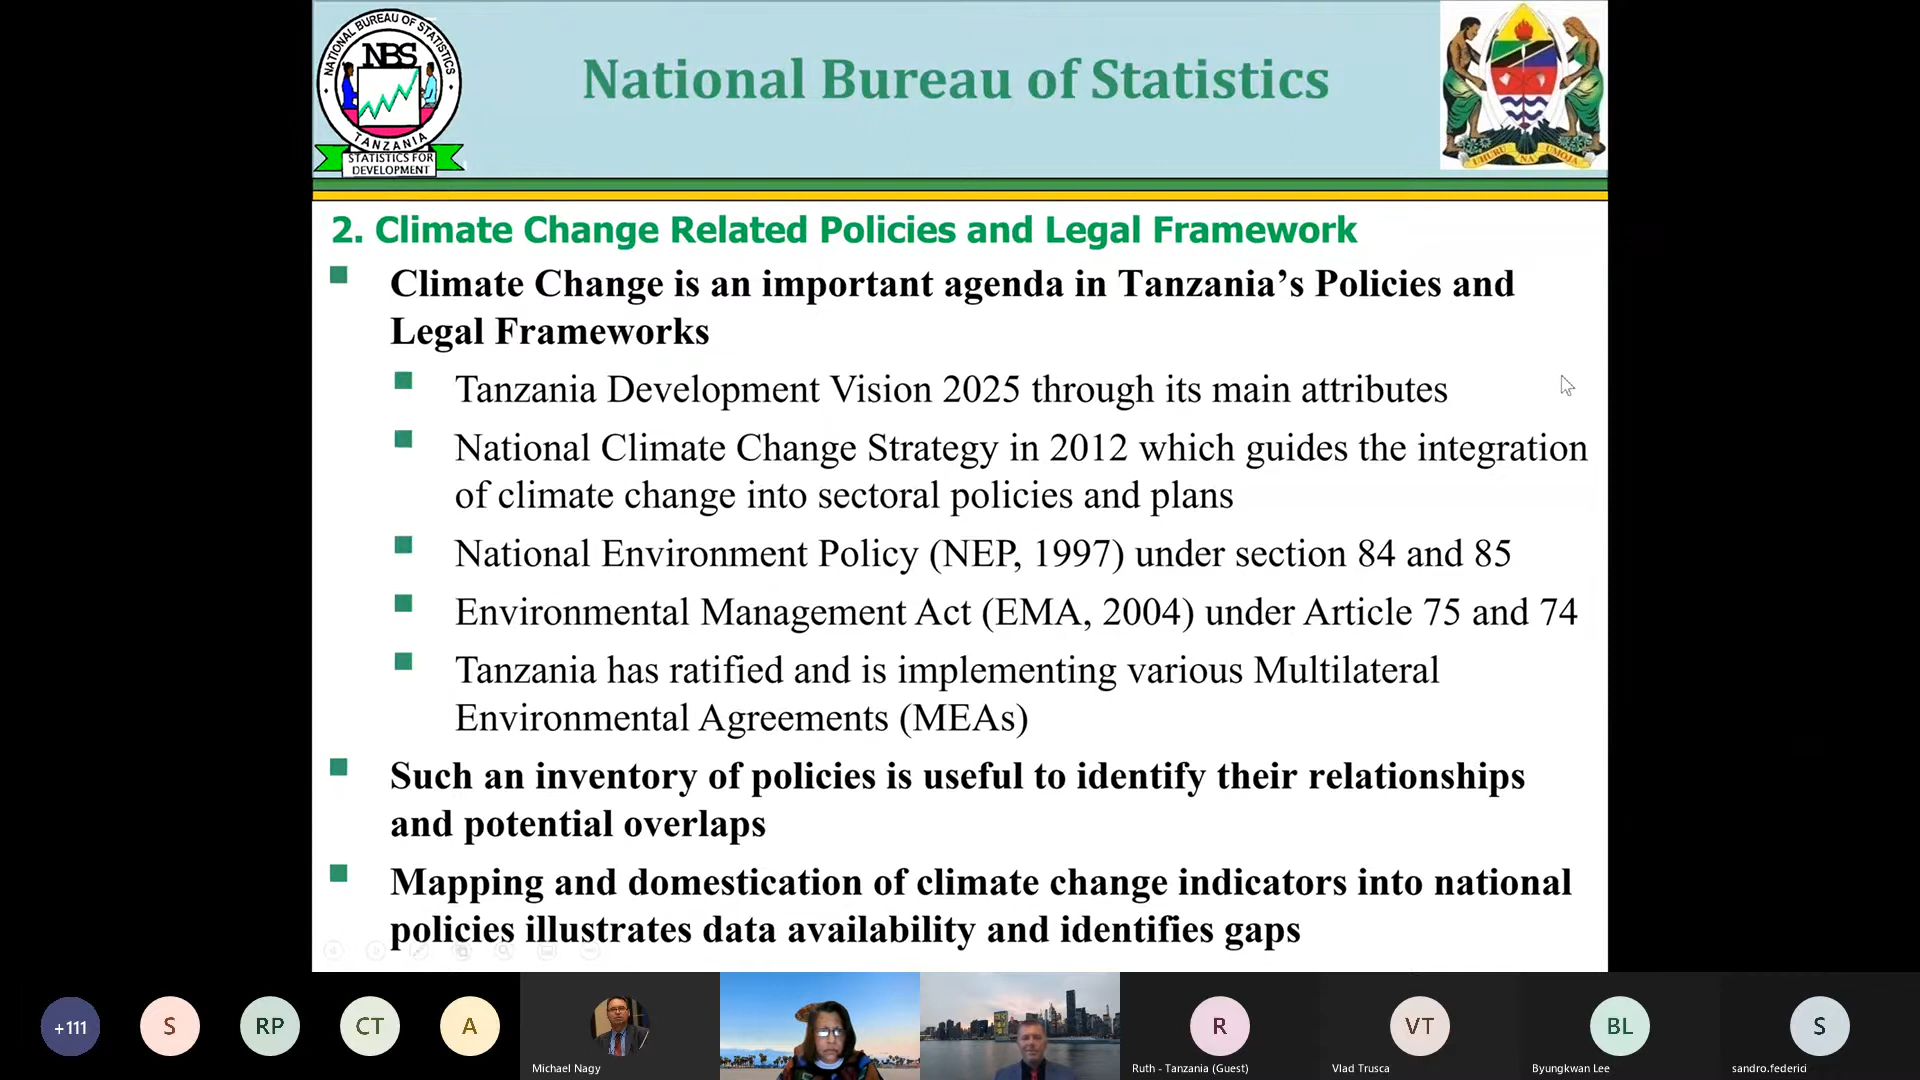 NATIONAL BUREAU OF STATISTICS
NBS
TANZANIA
STATISTICS FOR
DEVELOPMENT
National Bureau of Statistics
UHURU NA UMOJA
2. Climate Change Related Policies and Legal Framework
Climate Change is an important agenda in Tanzania’s Policies and
Legal Frameworks
Tanzania Development Vision 2025 through its main attributes
National Climate Change Strategy in 2012 which guides the integration
of climate change into sectoral policies and plans
National Environment Policy (NEP, 1997) under section 84 and 85
Environmental Management Act (EMA, 2004) under Article 75 and 74
Tanzania has ratified and is implementing various Multilateral
Environmental Agreements (MEAs)
Such an inventory of policies is useful to identify their relationships
and potential overlaps
Mapping and domestication of climate change indicators into national
policies illustrates data availability and identifies gaps
+111
S
RP
CT
A
Michael Nagy
R
Ruth - Tanzania (Guest)
VT
Vlad Trusca
BL
Byungkwan Lee
S
sandro.federici